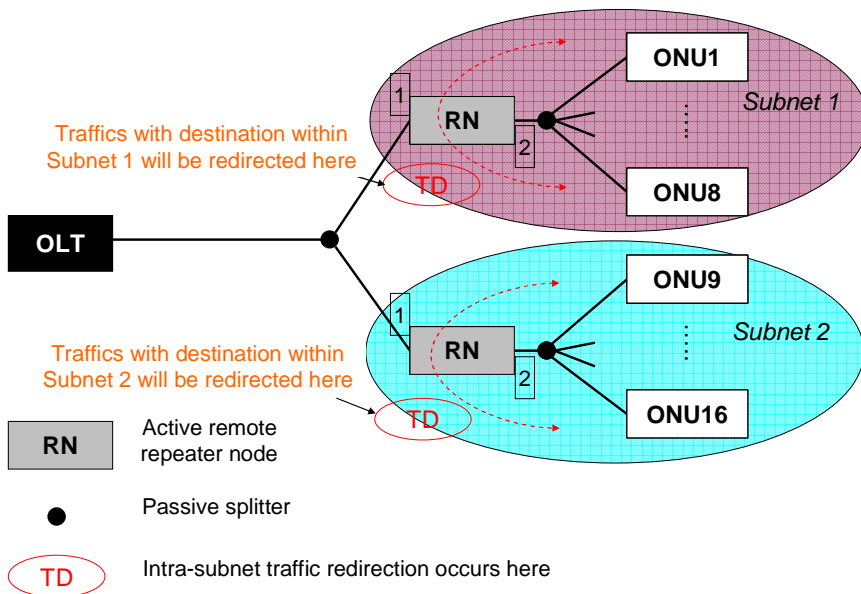 ONU1
Subnet 1
1
RN
Traffics with destination within
Subnet 1 will be redirected here
2
TD
ONU8
OLT
ONU9
1
Subnet 2
RN
Traffics with destination within
Subnet 2 will be redirected here
2
TD
ONU16
RN
Active remote
repeater node
Passive splitter
TD
Intra-subnet traffic redirection occurs here